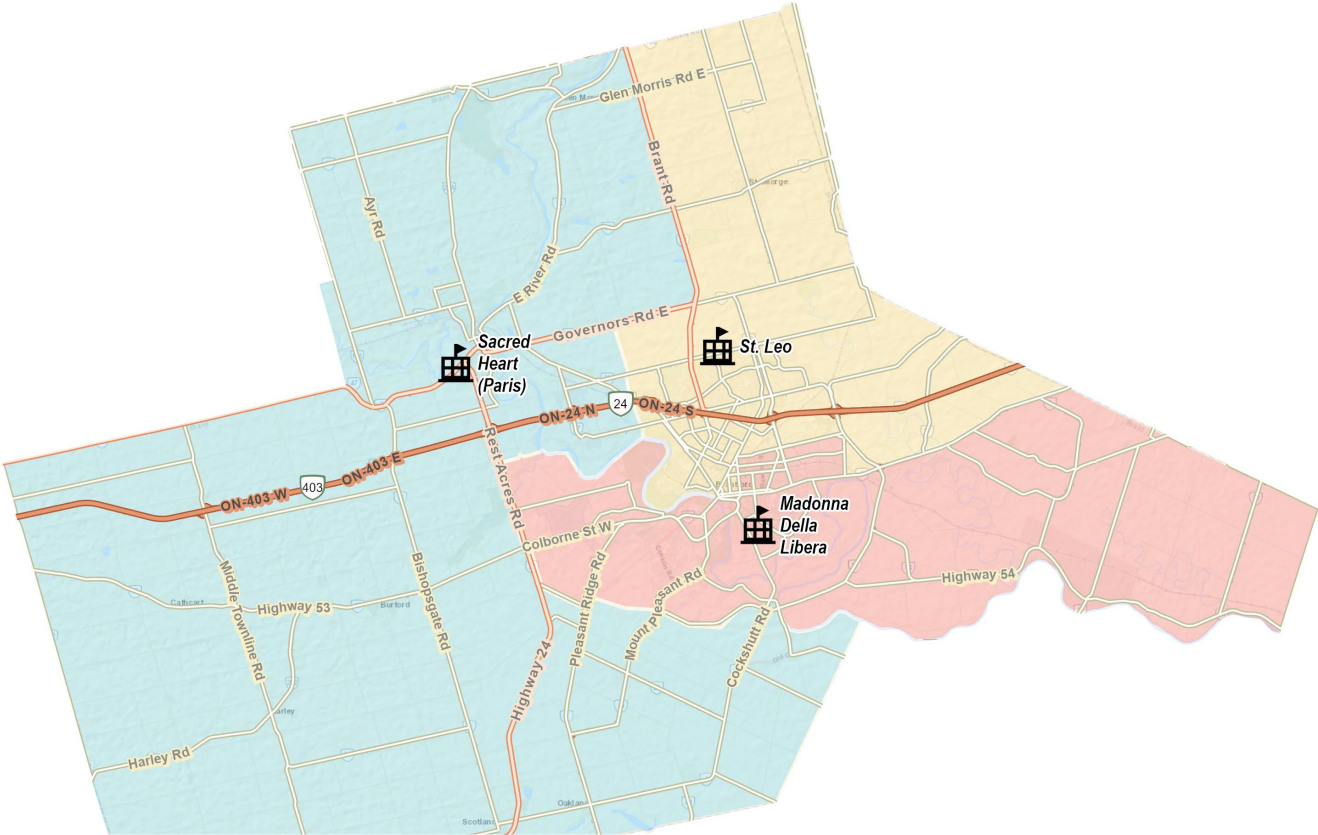 Glen Morris Rd E
Brant Rd
Ayr Rd
E River Rd
Governors Rd E
Sacred
Heart
(Paris)
St. Leo
24
ON-24 N
ON-24 S
Rest Acres Rd
ON-403 E
403
ON-403 W
Madonna
Della
Libera
Colborne St W
Highway 54
Middle Townline Rd
Bishopsgate Rd
Pleasant Ridge Rd
Mount Pleasant Rd
Cockshutt Rd
Cathcart
Highway 53
Burford
Highway 24
Harley Rd
Scotland